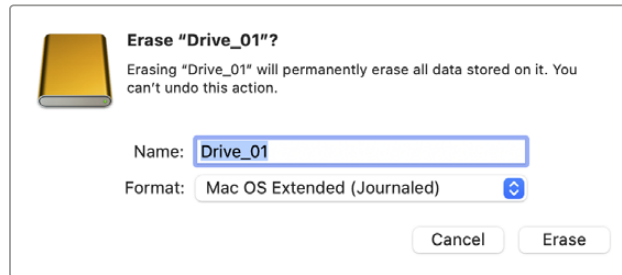 Erase “Drive_01”?
Erasing “Drive_01” will permanently erase all data stored on it. You
can’t undo this action.
Name: Drive_01
Format: Mac OS Extended (Journaled)
Cancel Erase